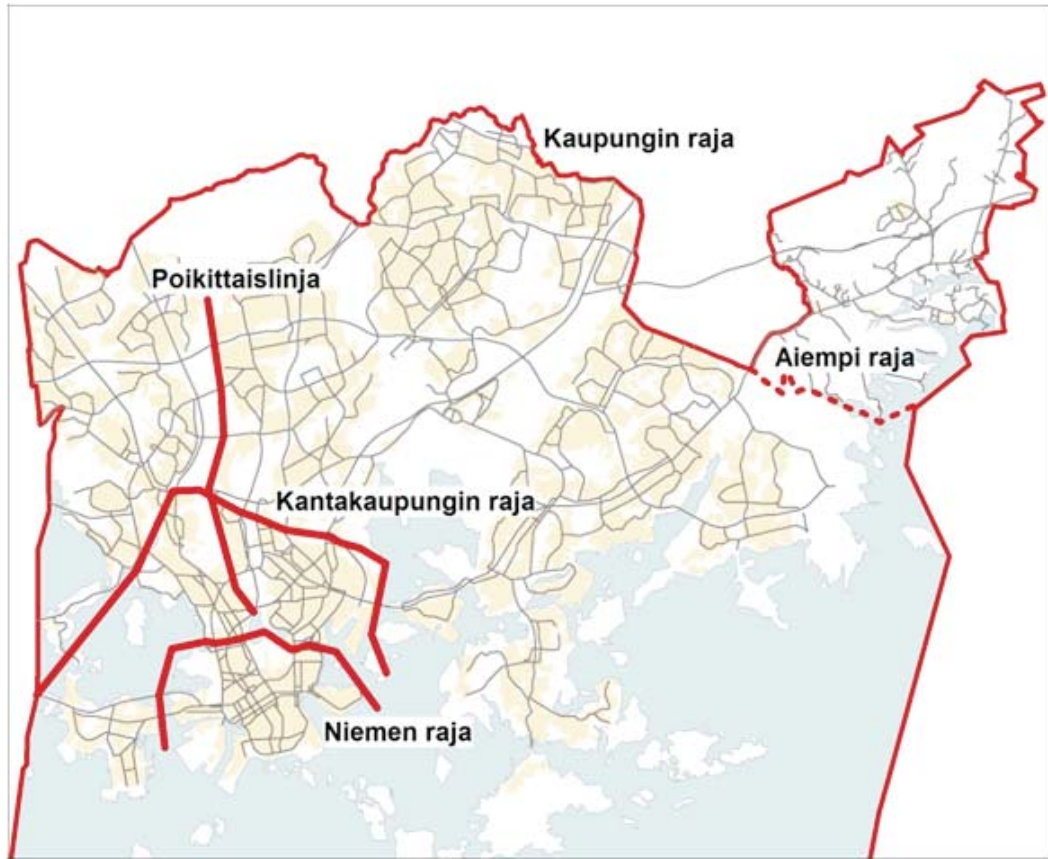 Kaupungin raja
Poikittaislinja
Aiempi raja
Kantakaupungin raja
Niemen raja